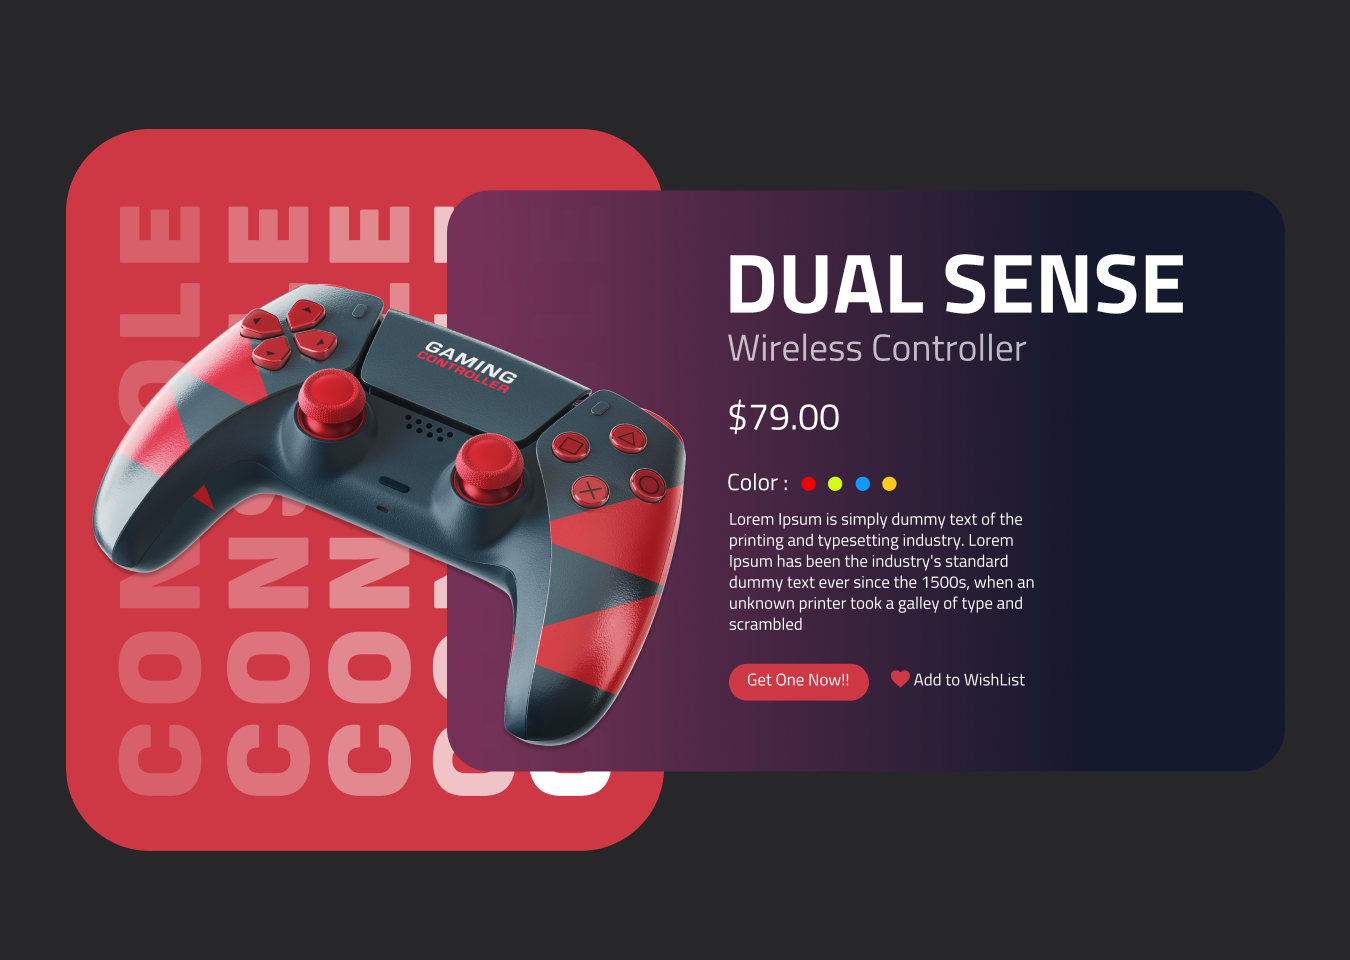 CONSOLE
CONSOLE
CONSOLE
GAMING
CONTROLLER
DUAL SENSE
Wireless Controller
$79.00
Color :
Lorem Ipsum is simply dummy text of the
printing and typesetting industry. Lorem
Ipsum has been the industry's standard
dummy text ever since the 1500s, when an
unknown printer took a galley of type and
scrambled
Get One Now!!
Add to WishList